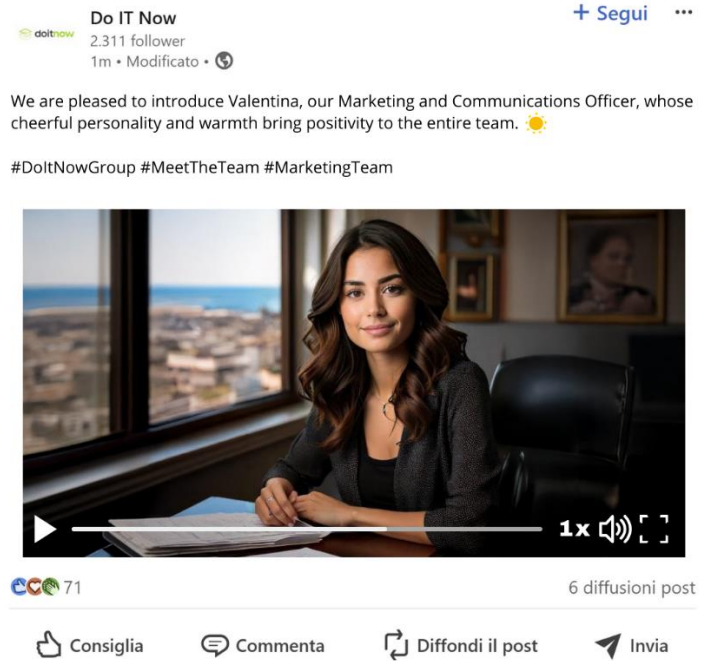 doitnow
Do IT Now
2.311 follower
1m • Modificato •
+ Segui
We are pleased to introduce Valentina, our Marketing and Communications Officer, whose
cheerful personality and warmth bring positivity to the entire team.
#DoItNowGroup #MeetTheTeam #MarketingTeam
1x
71
6 diffusioni post
Consiglia
Commenta
Diffondi il post
Invia